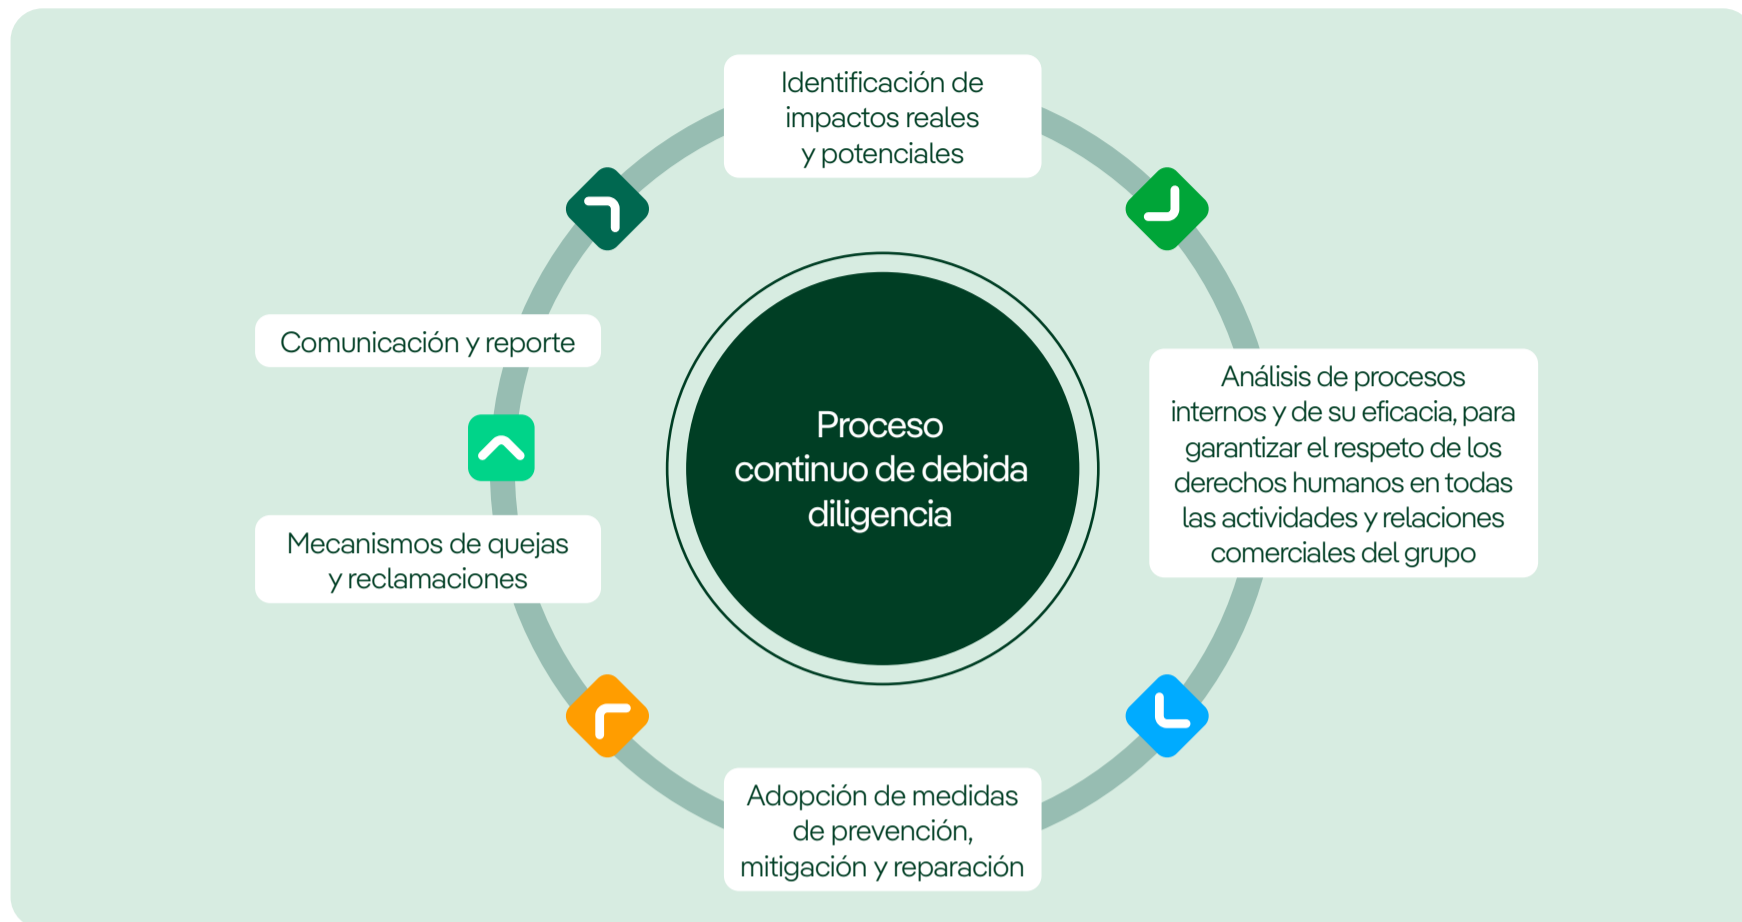 Identificación de
impactos reales
y potenciales
Análisis de procesos
internos y de su eficacia, para
garantizar el respeto de los
derechos humanos en todas
las actividades y relaciones
comerciales del grupo
Adopción de medidas
de prevención,
mitigación y reparación
Mecanismos de quejas
y reclamaciones
Comunicación y reporte
Proceso
continuo de debida
diligencia